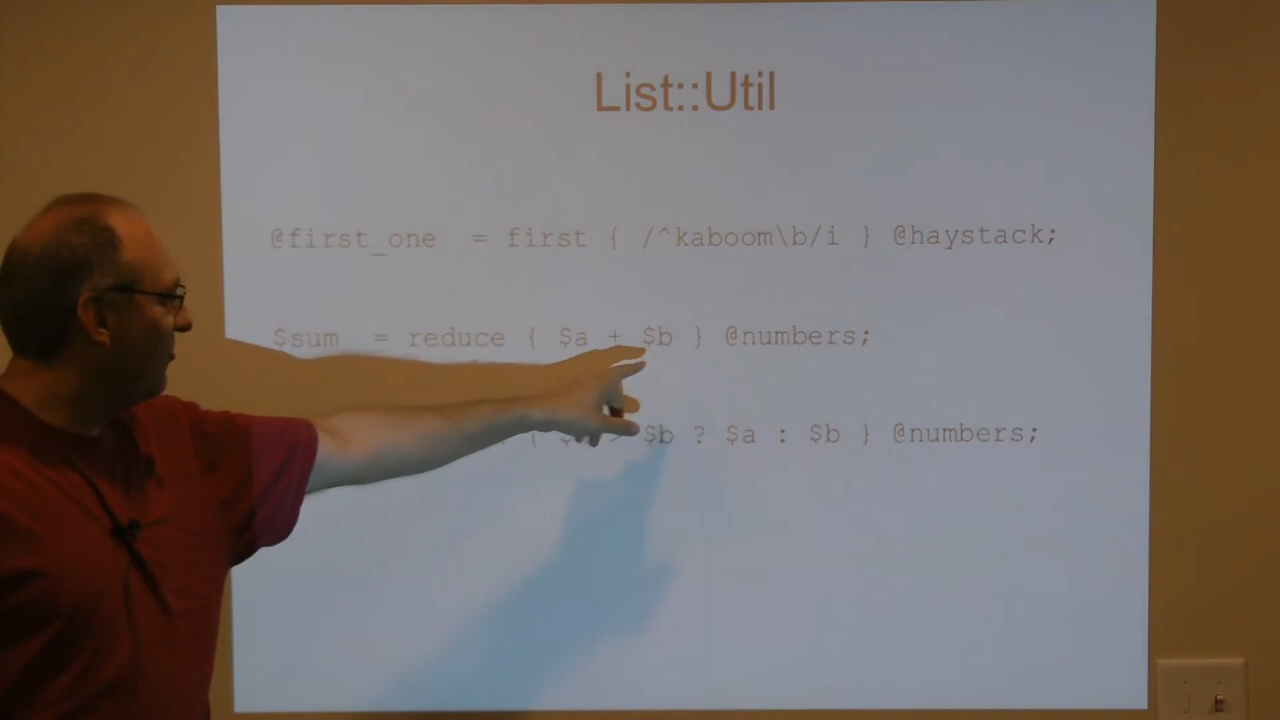 List::Util
@first_one = first { /^kaboom\b/i } @haystack;
$sum = reduce { $a + $b } @numbers;
{ > $b ? $a : $b } @numbers;